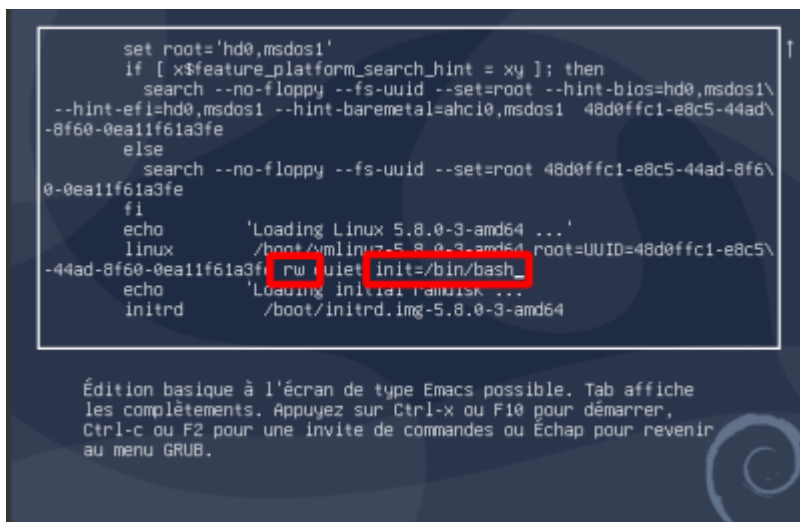 set root='hd0,msdos1'
if [ x$feature_platform_search_hint = xy ]; then
search --no-floppy --fs-uuid --set=root --hint-bios=hd0,msdos1\
--hint-efi=hd0,msdos1 --hint-baremetal=ahci0,msdos1  48d0ffc1-e8c5-44ad\
-8f60-0ea11f61a3fe
else
search --no-floppy --fs-uuid --set=root 48d0ffc1-e8c5-44ad-8f6\
0-0ea11f61a3fe
fi
echo 'Loading Linux 5.8.0-3-amd64 ...'
linux /boot/vmlinuz-5.8.0-3-amd64 root=UUID=48d0ffc1-e8c5\
-44ad-8f60-0ea11f61a3fe rw quiet init=/bin/bash_
echo 'Loading initial ramdisk ...'
initrd /boot/initrd.img-5.8.0-3-amd64
Édition basique à l'écran de type Emacs possible. Tab affiche
les complètements. Appuyez sur Ctrl-x ou F10 pour démarrer,
Ctrl-c ou F2 pour une invite de commandes ou Échap pour revenir
au menu GRUB.